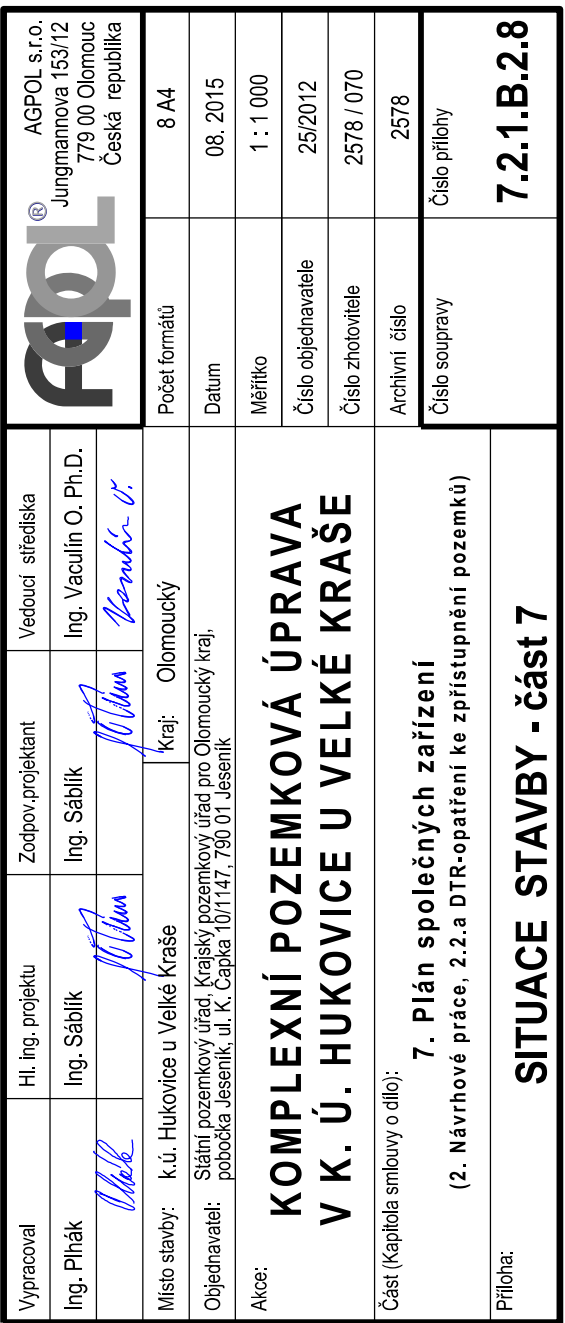 Vypracoval
Hl. ing. projektu
Zodpov.projektant
Vedoucí střediska
Ing. Plhák
Ing. Sáblík
Ing. Sáblík
Ing. Vaculín O. Ph.D.
AGPOL s.r.o.
Jungmannova 153/12
779 00 Olomouc
Česká republika
®
Místo stavby: k.ú. Hukovice u Velké Kraše
Kraj: Olomoucký
Objednavatel: Státní pozemkový úřad, Krajský pozemkový úřad pro Olomoucký kraj,
pobočka Jeseník, ul. K. Čapka 10/1147, 790 01 Jeseník
Akce:
KOMPLEXNÍ POZEMKOVÁ ÚPRAVA
V K. Ú. HUKOVICE U VELKÉ KRAŠE
Část (Kapitola smlouvy o dílo):
7. Plán společných zařízení
(2. Návrhové práce, 2.2.a DTR-opatření ke zpřístupnění pozemků)
Příloha:
SITUACE STAVBY - část 7
Počet formátů 8 A4
Datum 08. 2015
Měřítko 1 : 1 000
Číslo objednavatele 25/2012
Číslo zhotovitele 2578 / 070
Archivní číslo 2578
Číslo soupravy
Číslo přílohy
7.2.1.B.2.8